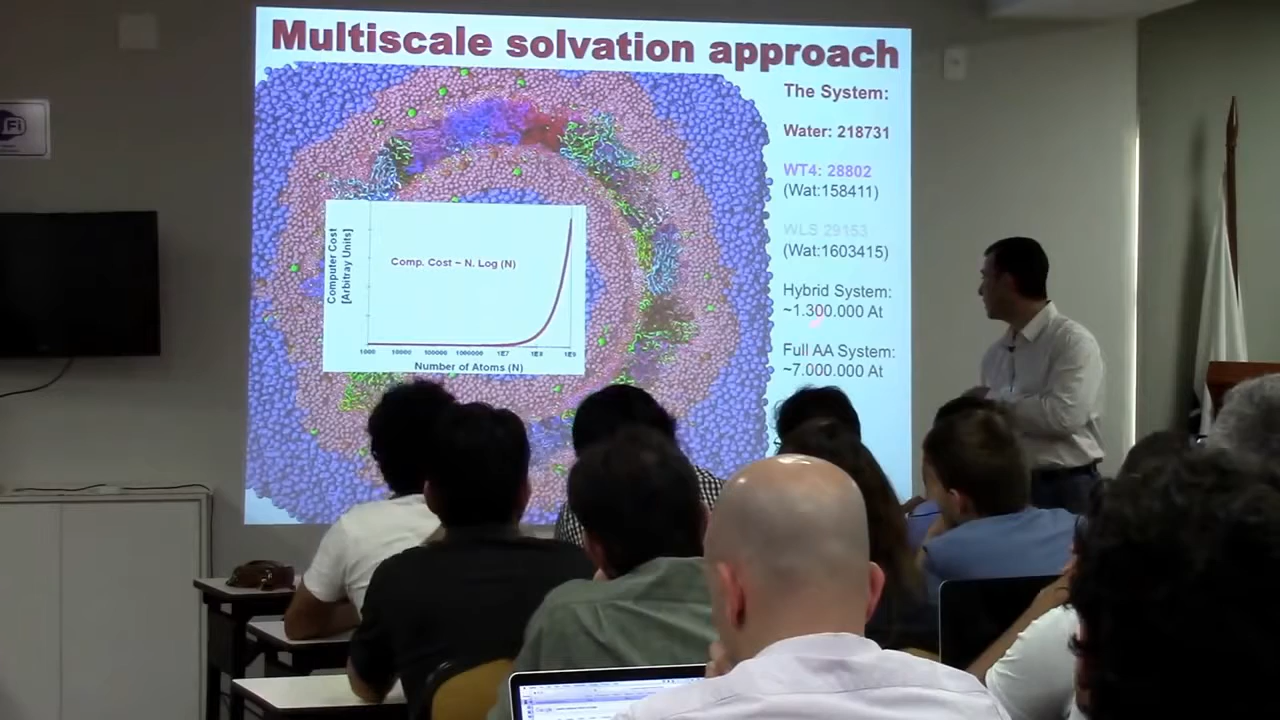 Multiscale solvation approach
The System:
Water: 218731
WT4: 28802
(Wat:158411)
WLS 29153
(Wat:1603415)
Hybrid System:
~1.300.000 At
Full AA System:
~7.000.000 At
Computer Cost
[Arbitray Units]
Comp. Cost ~ N. Log (N)
1000 10000 100000 1000000 1E7 1E8 1E9
Number of Atoms (N)
Fi
Google